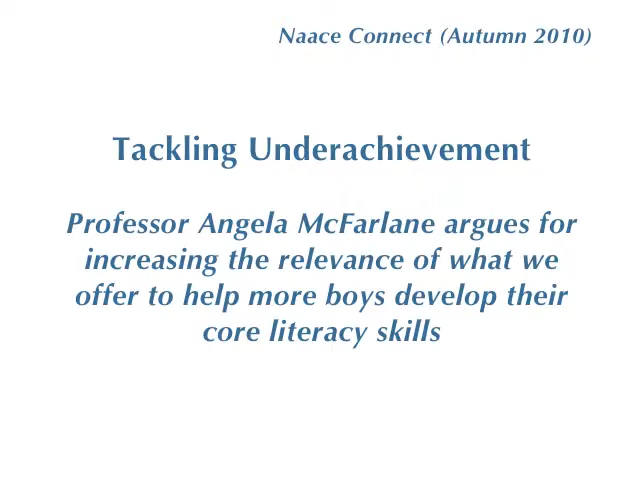 Naace Connect (Autumn 2010)
Tackling Underachievement
Professor Angela McFarlane argues for
increasing the relevance of what we
offer to help more boys develop their
core literacy skills